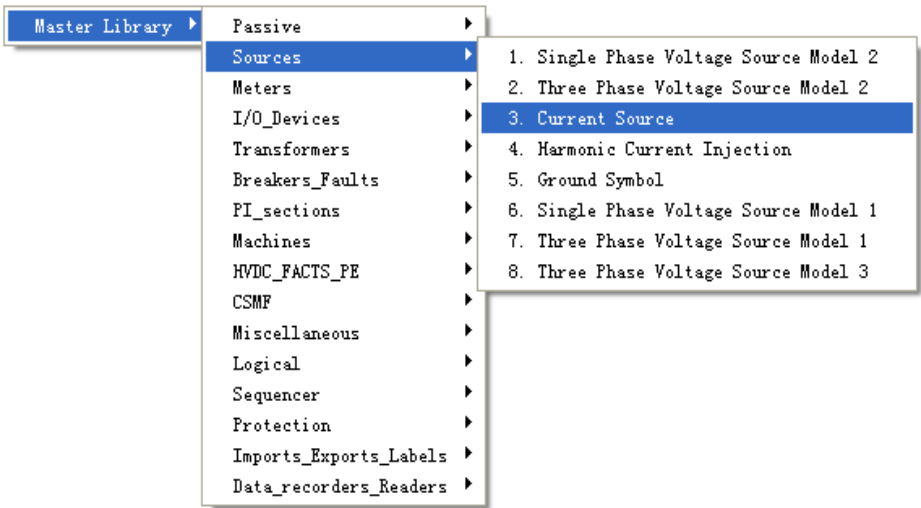 Master Library
Passive
Sources
Meters
I/O_Devices
Transformers
Breakers_Faults
PI_sections
Machines
HVDC_FACTS_PE
CSMF
Miscellaneous
Logical
Sequencer
Protection
Imports_Exports_Labels
Data_recorders_Readers
1. Single Phase Voltage Source Model 2
2. Three Phase Voltage Source Model 2
3. Current Source
4. Harmonic Current Injection
5. Ground Symbol
6. Single Phase Voltage Source Model 1
7. Three Phase Voltage Source Model 1
8. Three Phase Voltage Source Model 3